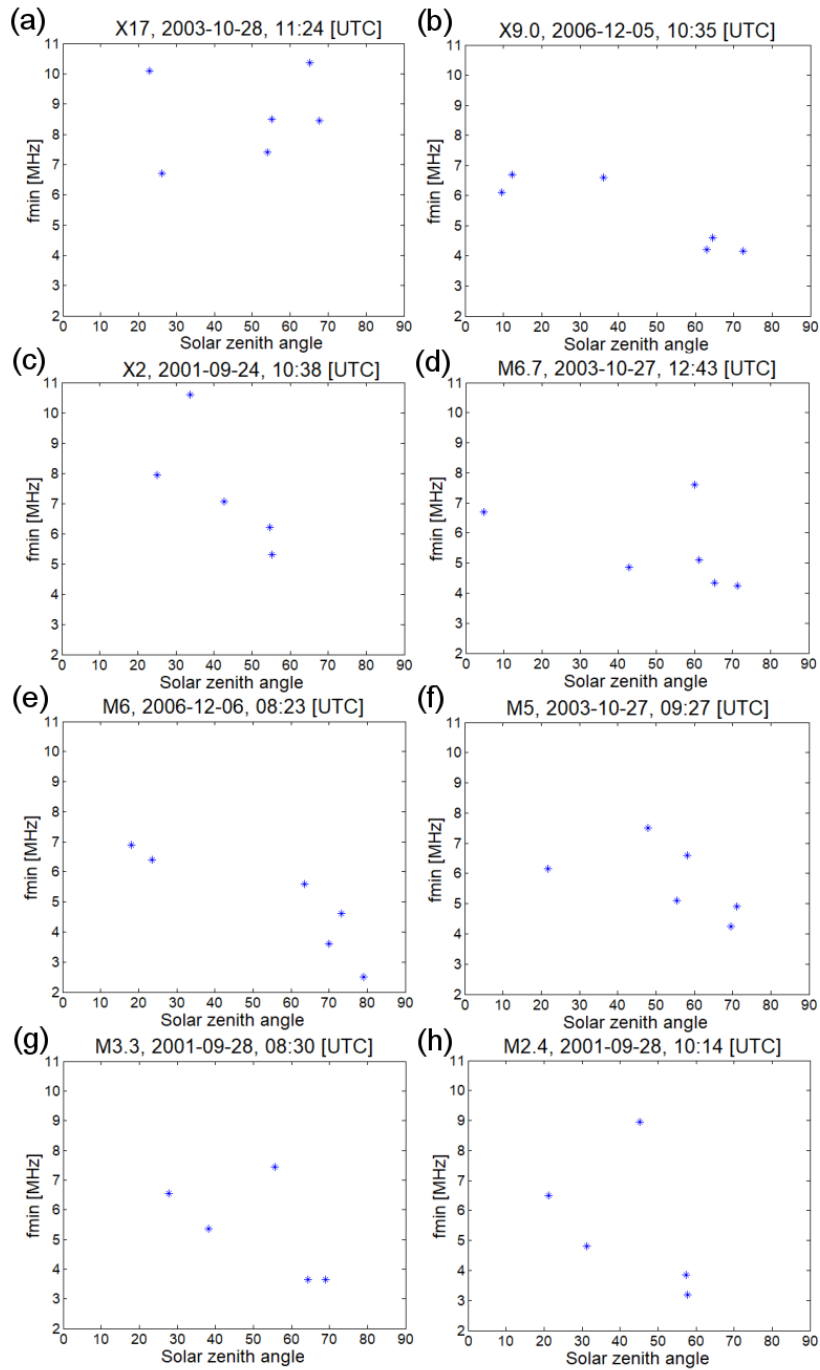 (a) X17, 2003-10-28, 11:24 [UTC]
11
10
9
8
7
6
5
4
3
2
fmin [MHz]
0 10 20 30 40 50 60 70 80 90
Solar zenith angle
(b) X9.0, 2006-12-05, 10:35 [UTC]
11
10
9
8
7
6
5
4
3
2
fmin [MHz]
0 10 20 30 40 50 60 70 80 90
Solar zenith angle
(c) X2, 2001-09-24, 10:38 [UTC]
11
10
9
8
7
6
5
4
3
2
fmin [MHz]
0 10 20 30 40 50 60 70 80 90
Solar zenith angle
(d) M6.7, 2003-10-27, 12:43 [UTC]
11
10
9
8
7
6
5
4
3
2
fmin [MHz]
0 10 20 30 40 50 60 70 80 90
Solar zenith angle
(e) M6, 2006-12-06, 08:23 [UTC]
11
10
9
8
7
6
5
4
3
2
fmin [MHz]
0 10 20 30 40 50 60 70 80 90
Solar zenith angle
(f) M5, 2003-10-27, 09:27 [UTC]
11
10
9
8
7
6
5
4
3
2
fmin [MHz]
0 10 20 30 40 50 60 70 80 90
Solar zenith angle
(g) M3.3, 2001-09-28, 08:30 [UTC]
11
10
9
8
7
6
5
4
3
2
fmin [MHz]
0 10 20 30 40 50 60 70 80 90
Solar zenith angle
(h) M2.4, 2001-09-28, 10:14 [UTC]
11
10
9
8
7
6
5
4
3
2
fmin [MHz]
0 10 20 30 40 50 60 70 80 90
Solar zenith angle